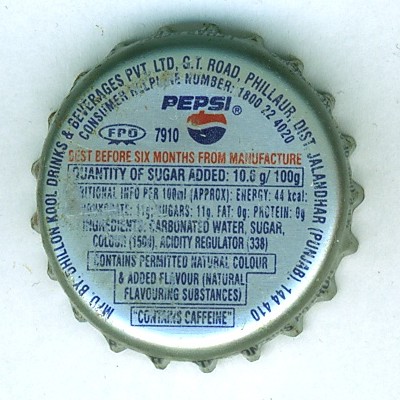 MFD. BY: DHILLON KOOL DRINKS & BEVERAGES PVT. LTD, G.T. ROAD, PHILLAUR, DIST. JALANDHAR (PUNJAB). 144 410
CONSUMER HELPLINE NUMBER: 1800 22 4020
PEPSI®
FPO 7910
BEST BEFORE SIX MONTHS FROM MANUFACTURE
QUANTITY OF SUGAR ADDED: 10.6 g/ 100g
ITIONAL INFO PER 100ml (APPROX): ENERGY: 44 kcal:
11g SUGARS: 11g, FAT: 0g: PROTEIN: 0g
INGREDIENTS: CARBONATED WATER, SUGAR,
COLOUR (150d), ACIDITY REGULATOR (338)
CONTAINS PERMITTED NATURAL COLOUR
& ADDED FLAVOUR (NATURAL
FLAVOURING SUBSTANCES)
"CONTAINS CAFFEINE"